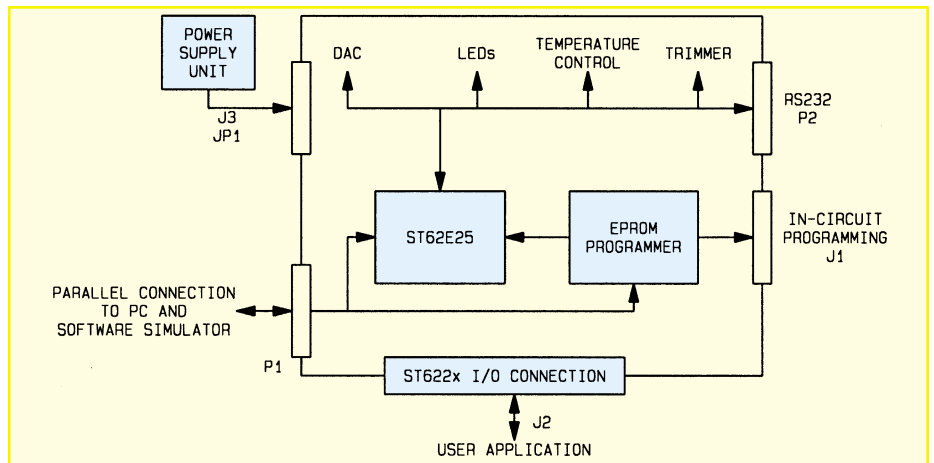 POWER
SUPPLY
UNIT
DAC
LEDs
TEMPERATURE
CONTROL
TRIMMER
J3
JP1
RS232
P2
ST62E25
EPROM
PROGRAMMER
IN-CIRCUIT
PROGRAMMING
J1
PARALLEL CONNECTION
TO PC AND
SOFTWARE SIMULATOR
P1
ST622x I/O CONNECTION
J2
USER APPLICATION